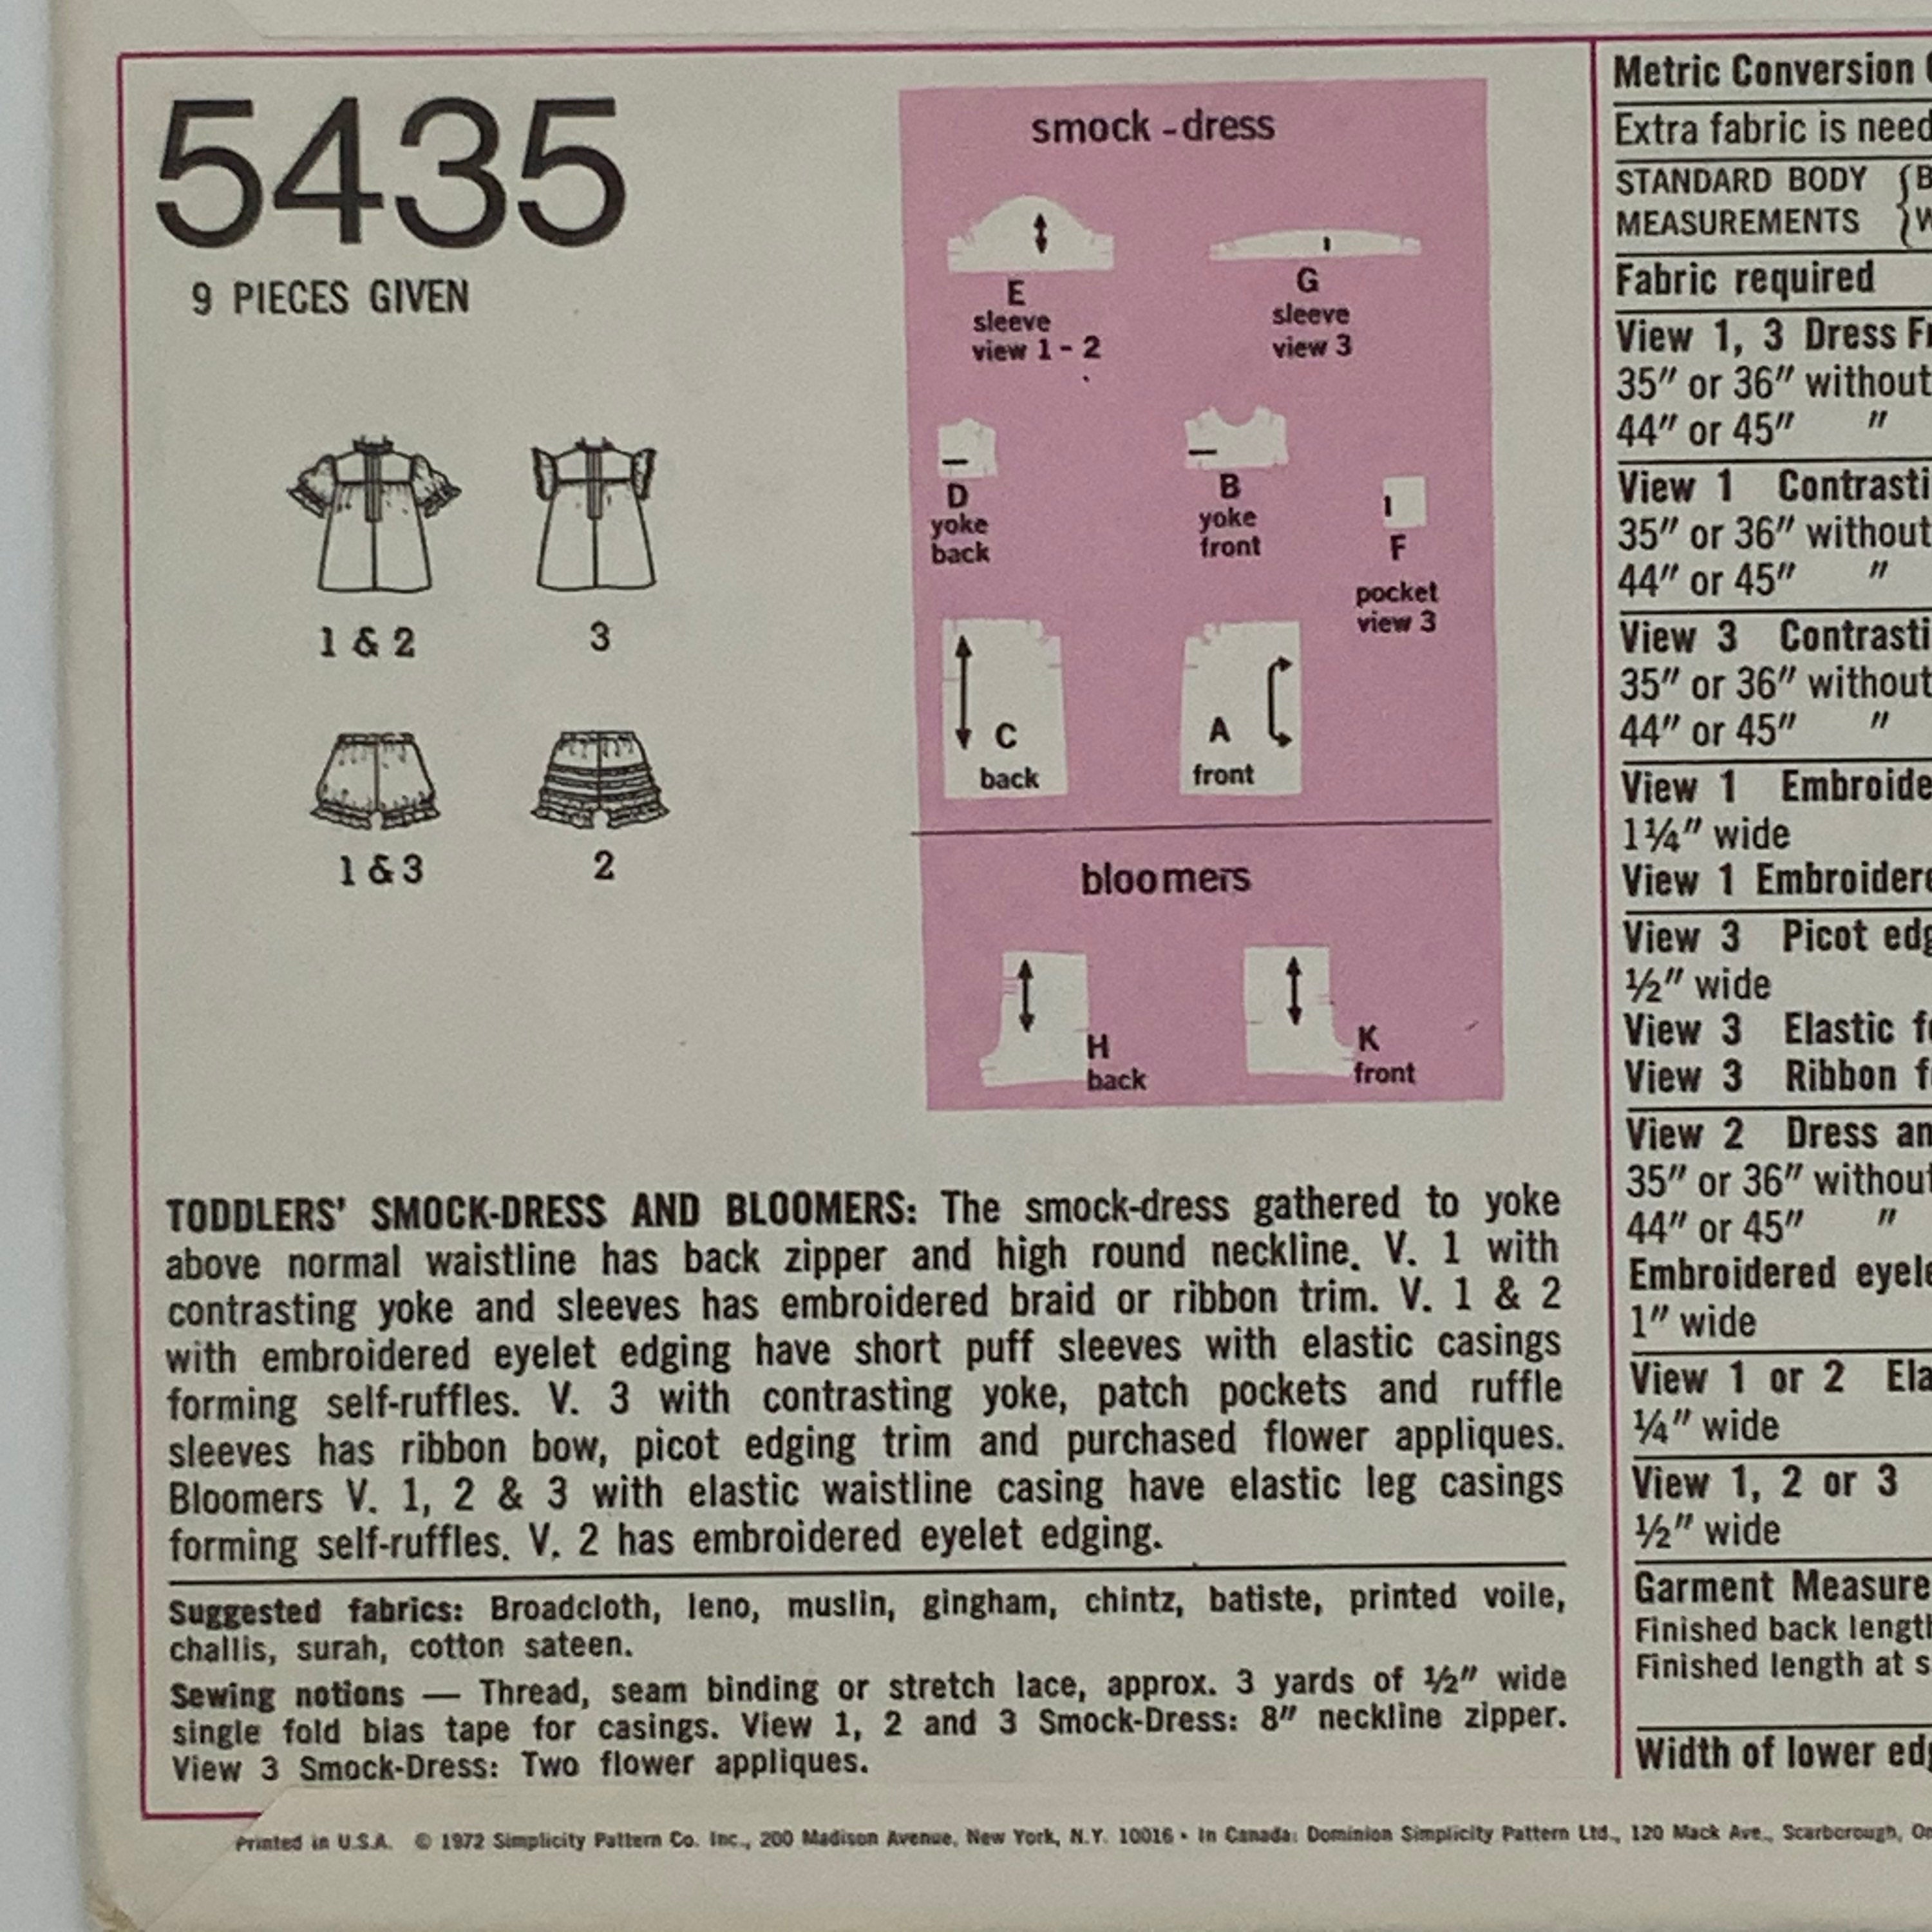 5435
9 PIECES GIVEN
1 & 2
3
1 & 3
2
smock - dress
E
sleeve
view 1 - 2
G
sleeve
view 3
D
yoke
back
B
yoke
front
F
pocket
view 3
C
back
A
front
bloomers
H
back
K
front
TODDLERS' SMOCK-DRESS AND BLOOMERS: The smock-dress gathered to yoke
above normal waistline has back zipper and high round neckline. V. 1 with
contrasting yoke and sleeves has embroidered braid or ribbon trim. V. 1 & 2
with embroidered eyelet edging have short puff sleeves with elastic casings
forming self-ruffles. V. 3 with contrasting yoke, patch pockets and ruffle
sleeves has ribbon bow, picot edging trim and purchased flower appliques.
Bloomers V. 1, 2 & 3 with elastic waistline casing have elastic leg casings
forming self-ruffles. V. 2 has embroidered eyelet edging.
Suggested fabrics: Broadcloth, leno, muslin, gingham, chintz, batiste, printed voile,
challis, surah, cotton sateen.
Sewing notions — Thread, seam binding or stretch lace, approx. 3 yards of ½" wide
single fold bias tape for casings. View 1, 2 and 3 Smock-Dress: 8" neckline zipper.
View 3 Smock-Dress: Two flower appliques.
Metric Conversion
Extra fabric is need
STANDARD BODY
MEASUREMENTS
Fabric required
View 1, 3 Dress
35" or 36" without
44" or 45" "
View 1 Contrasti
35" or 36" without
44" or 45" "
View 3 Contrasti
35" or 36" without
44" or 45" "
View 1 Embroide
1¼" wide
View 1 Embroider
View 3 Picot edg
½" wide
View 3 Elastic f
View 3 Ribbon f
View 2 Dress an
35" or 36" without
44" or 45" "
Embroidered eyele
1" wide
View 1 or 2 Ela
¼" wide
View 1, 2 or 3
½" wide
Garment Measure
Finished back length
Finished length at s
Width of lower edg
Printed in U.S.A. © 1972 Simplicity Pattern Co. Inc., 200 Madison Avenue, New York, N.Y. 10016 • In Canada: Dominion Simplicity Pattern Ltd., 120 Mack Ave., Scarborough, On